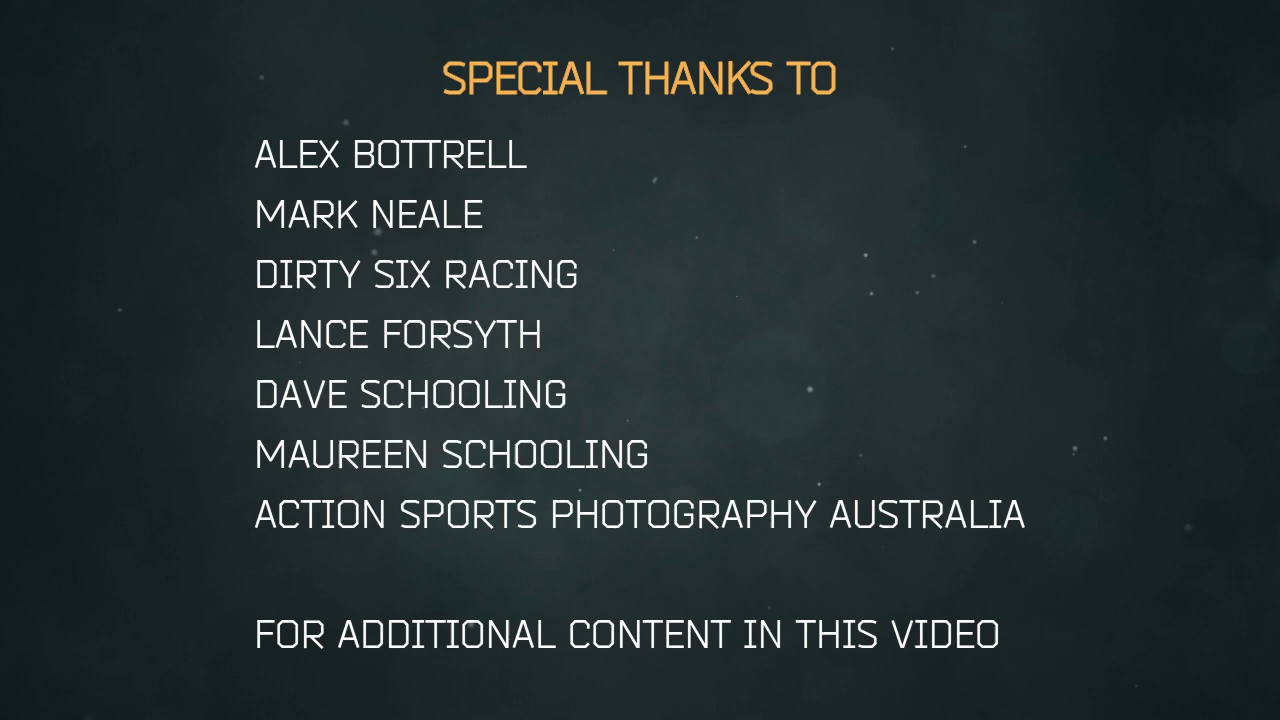 SPECIAL THANKS TO
ALEX BOTTRELL
MARK NEALE
DIRTY SIX RACING
LANCE FORSYTH
DAVE SCHOOLING
MAUREEN SCHOOLING
ACTION SPORTS PHOTOGRAPHY AUSTRALIA
FOR ADDITIONAL CONTENT IN THIS VIDEO